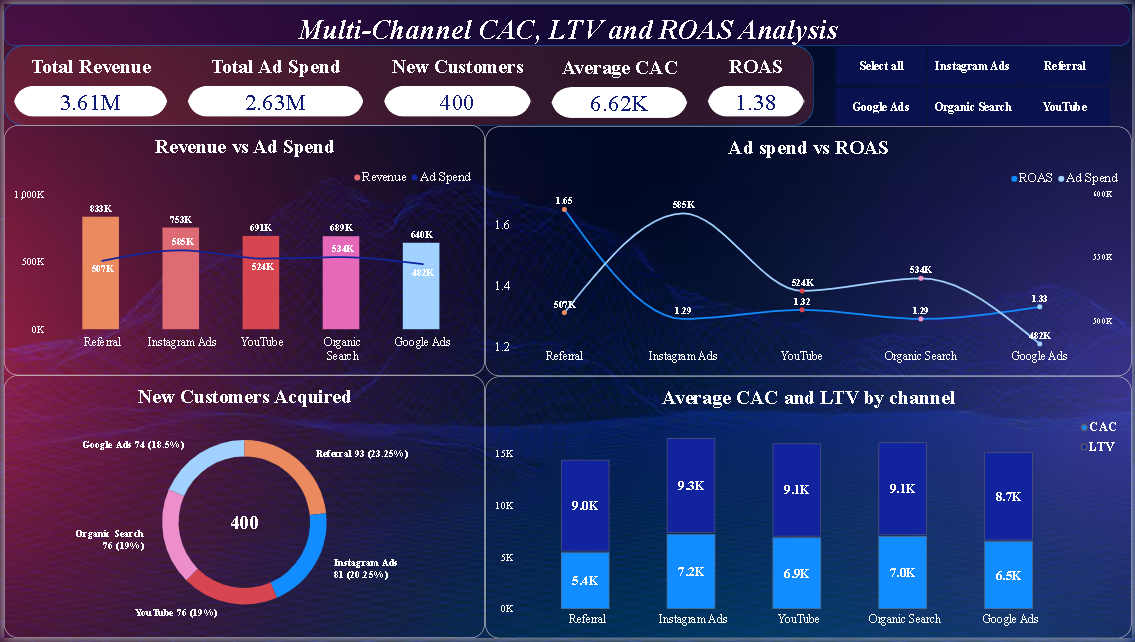 Multi-Channel CAC, LTV and ROAS Analysis
Total Revenue
3.61M
Total Ad Spend
2.63M
New Customers
400
Average CAC
6.62K
ROAS
1.38
Select all
Instagram Ads
Referral
Google Ads
Organic Search
YouTube
Revenue vs Ad Spend
Revenue
Ad Spend
1,000K
500K
0K
833K
753K
691K
689K
640K
507K
585K
524K
534K
482K
Referral
Instagram Ads
YouTube
Organic
Search
Google Ads
Ad spend vs ROAS
ROAS
Ad Spend
1.6
1.4
1.2
600K
550K
500K
1.65
1.29
1.32
1.29
1.33
507K
585K
524K
534K
482K
Referral
Instagram Ads
YouTube
Organic Search
Google Ads
New Customers Acquired
Google Ads 74 (18.5%)
Referral 93 (23.25%)
400
Organic Search
76 (19%)
Instagram Ads
81 (20.25%)
YouTube 76 (19%)
Average CAC and LTV by channel
CAC
LTV
15K
10K
5K
0K
9.0K
9.3K
9.1K
9.1K
8.7K
5.4K
7.2K
6.9K
7.0K
6.5K
Referral
Instagram Ads
YouTube
Organic Search
Google Ads